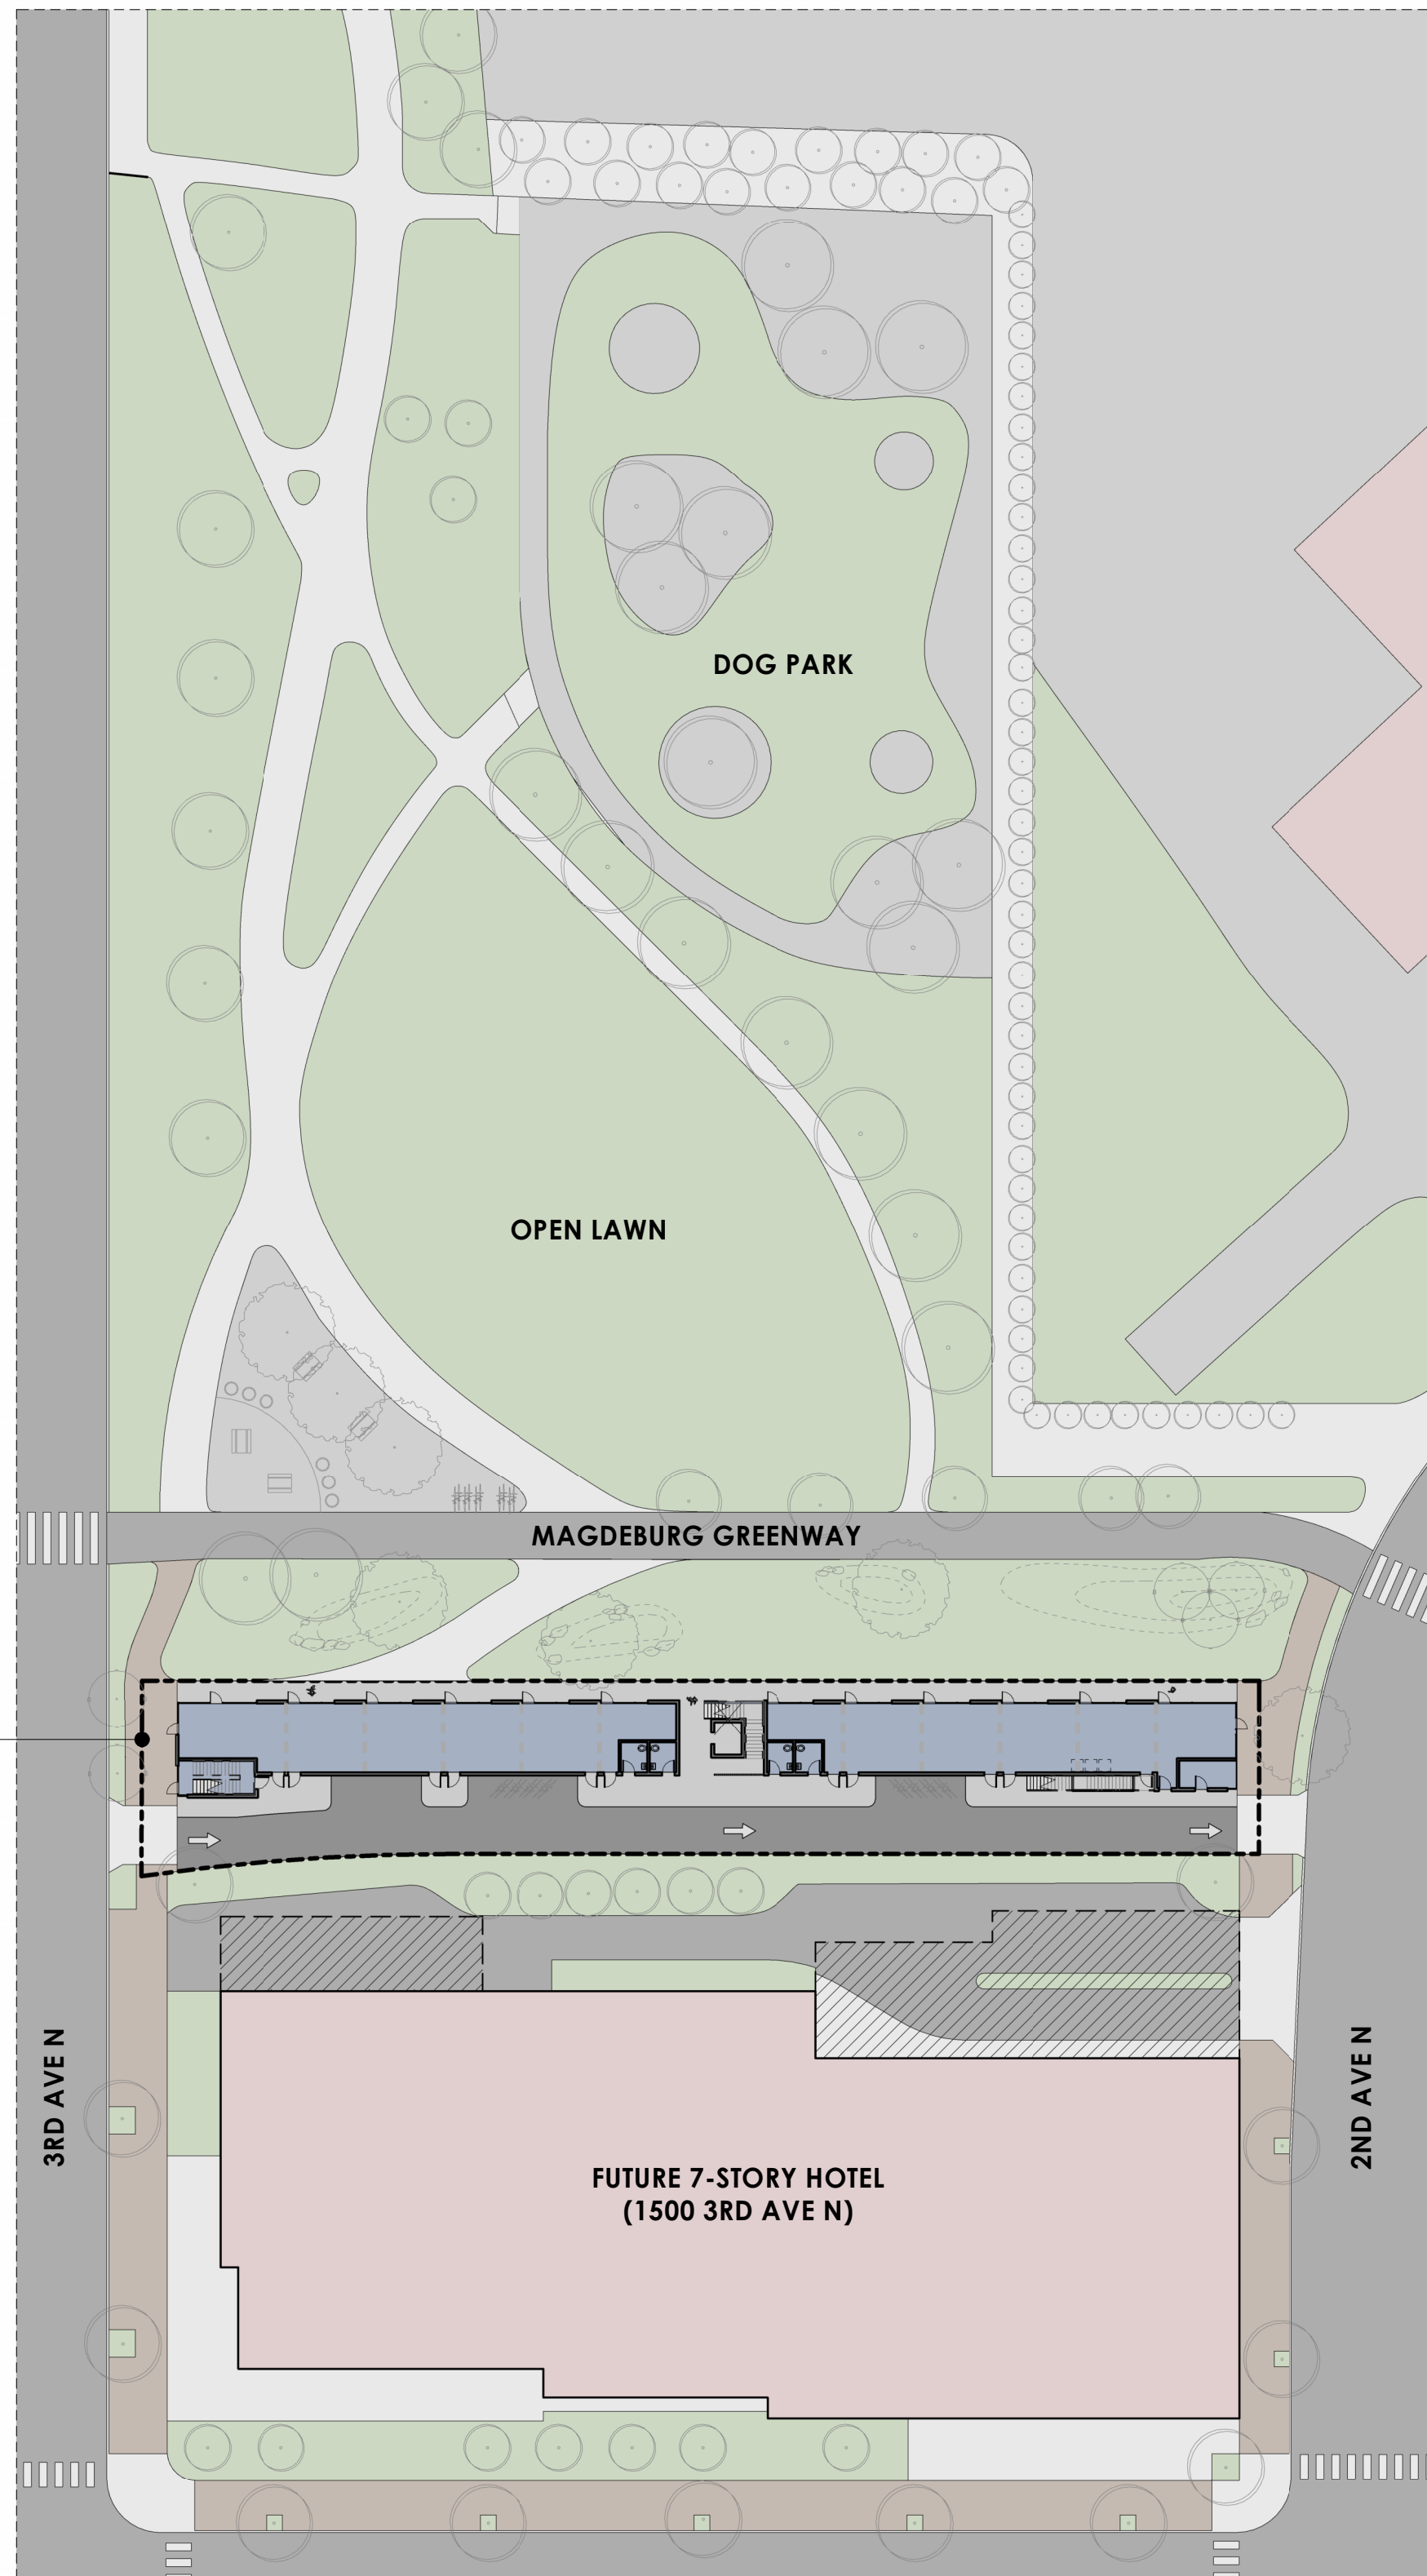 DOG PARK
OPEN LAWN
MAGDEBURG GREENWAY
3RD AVE N
2ND AVE N
FUTURE 7-STORY HOTEL
(1500 3RD AVE N)